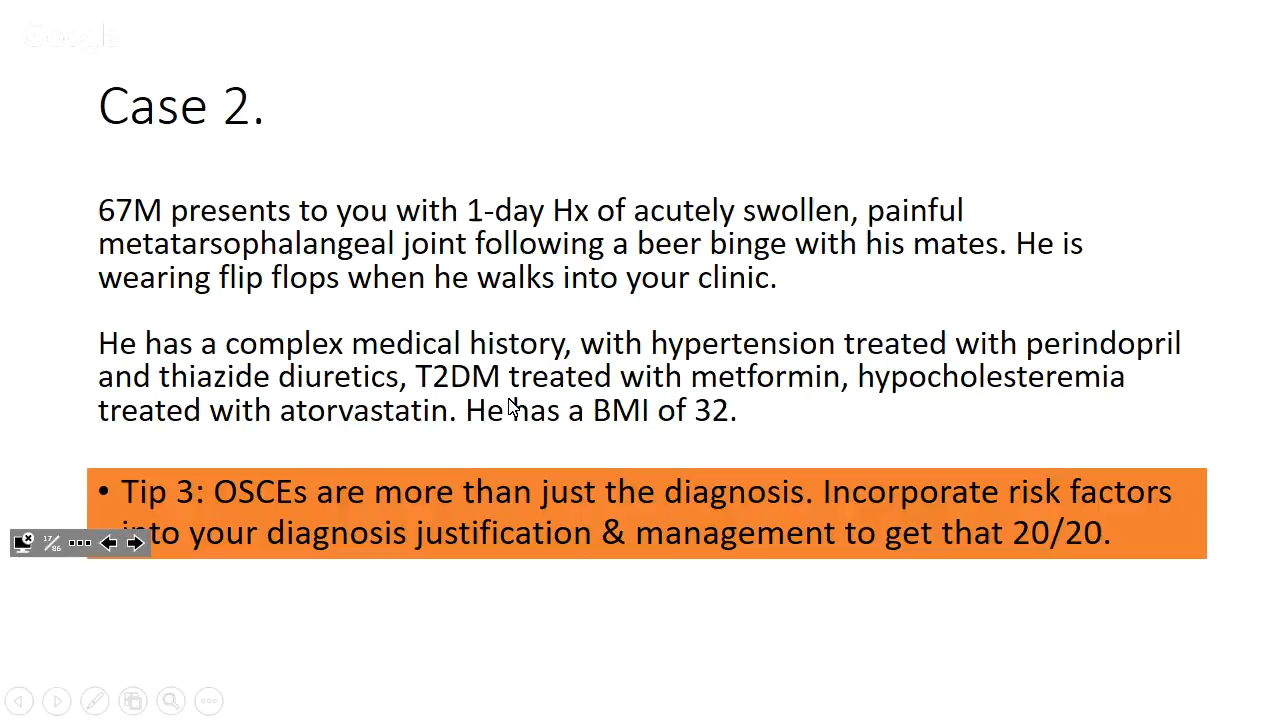 Case 2.
67M presents to you with 1-day Hx of acutely swollen, painful
metatarsophalangeal joint following a beer binge with his mates. He is
wearing flip flops when he walks into your clinic.
He has a complex medical history, with hypertension treated with perindopril
and thiazide diuretics, T2DM treated with metformin, hypocholesteremia
treated with atorvastatin. He has a BMI of 32.
• Tip 3: OSCEs are more than just the diagnosis. Incorporate risk factors
into your diagnosis justification & management to get that 20/20.
17/86